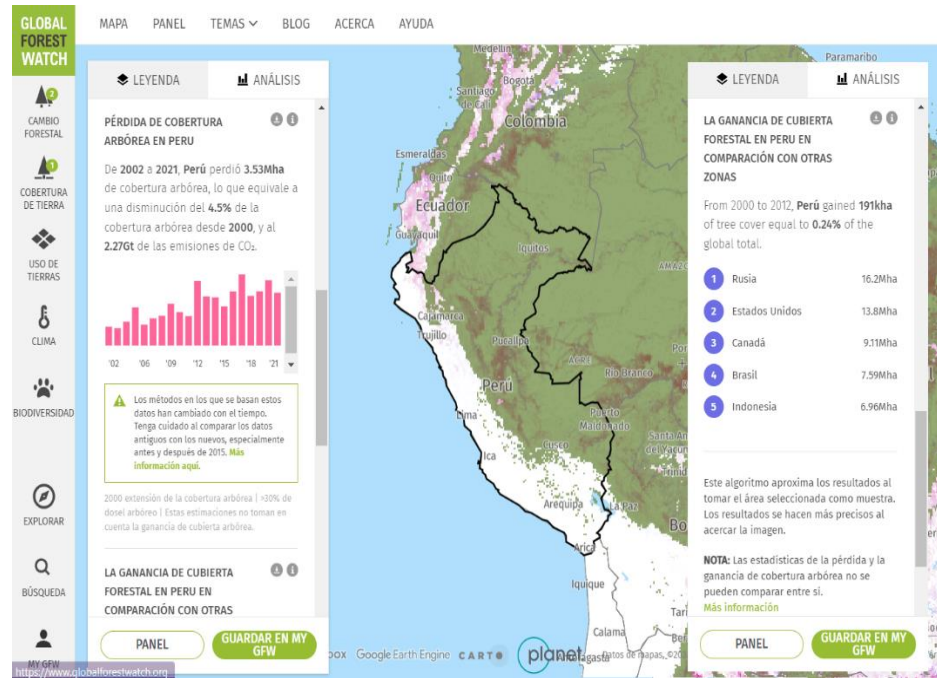 GLOBAL
FOREST
WATCH
MAPA PANEL TEMAS BLOG ACERCA AYUDA
2
CAMBIO
FORESTAL
1
COBERTURA
DE TIERRA
USO DE
TIERRAS
CLIMA
BIODIVERSIDAD
EXPLORAR
BÚSQUEDA
MY GFW
https://www.globalforestwatch.org
LEYENDA ANÁLISIS
PÉRDIDA DE COBERTURA
ARBÓREA EN PERU
De 2002 a 2021, Perú perdió 3.53Mha
de cobertura arbórea, lo que equivale a
una disminución del 4.5% de la
cobertura arbórea desde 2000, y al
2.27Gt de las emisiones de CO₂.
'02 '06 '09 '12 '15 '18 '21
Los métodos en los que se basan estos
datos han cambiado con el tiempo.
Tenga cuidado al comparar los datos
antiguos con los nuevos, especialmente
antes y después de 2015. Más
información aquí.
2000 extensión de la cobertura arbórea | >30% de
dosel arbóreo | Estas estimaciones no toman en
cuenta la ganancia de cubierta arbórea.
LA GANANCIA DE CUBIERTA
FORESTAL EN PERU EN
COMPARACIÓN CON OTRAS
PANEL
GUARDAR EN MY
GFW
Medellín
Bogotá
Santiago
de Cali
Colombia
Esmeraldas
Quito
Ecuador
Guayaquil
Iquitos
Cajamarca
Trujillo
Pucallpa
ACRE
Rio Branco
Perú
Lima
Puerto
Maldonado
Cusco
Ica
Arequipa
La Paz
Arica
Iquique
Calama
box Google Earth Engine CARTO planet Datos de mapas, ©20
Paramaribo
LEYENDA ANÁLISIS
LA GANANCIA DE CUBIERTA
FORESTAL EN PERU EN
COMPARACIÓN CON OTRAS
ZONAS
From 2000 to 2012, Perú gained 191kha
of tree cover equal to 0.24% of the
global total.
1 Rusia 16.2Mha
2 Estados Unidos 13.8Mha
3 Canadá 9.11Mha
4 Brasil 7.59Mha
5 Indonesia 6.96Mha
Este algoritmo aproxima los resultados al
tomar el área seleccionada como muestra.
Los resultados se hacen más precisos al
acercar la imagen.
NOTA: Las estadísticas de la pérdida y la
ganancia de cobertura arbórea no se
pueden comparar entre si.
Más información
PANEL
GUARDAR EN MY
GFW